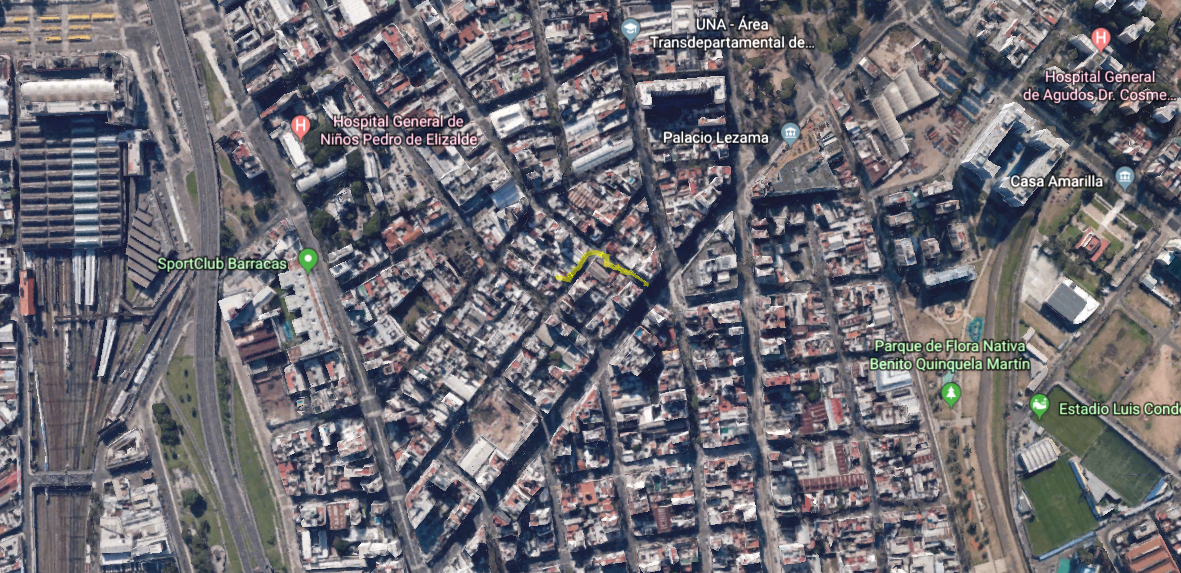 UNA - Área
Transdepartamental de...
H
Hospital General
de Agudos Dr. Cosme...
H
Hospital General de
Niños Pedro de Elizalde
Palacio Lezama
Casa Amarilla
SportClub Barracas
Parque de Flora Nativa
Benito Quinquela Martín
Estadio Luis Cond